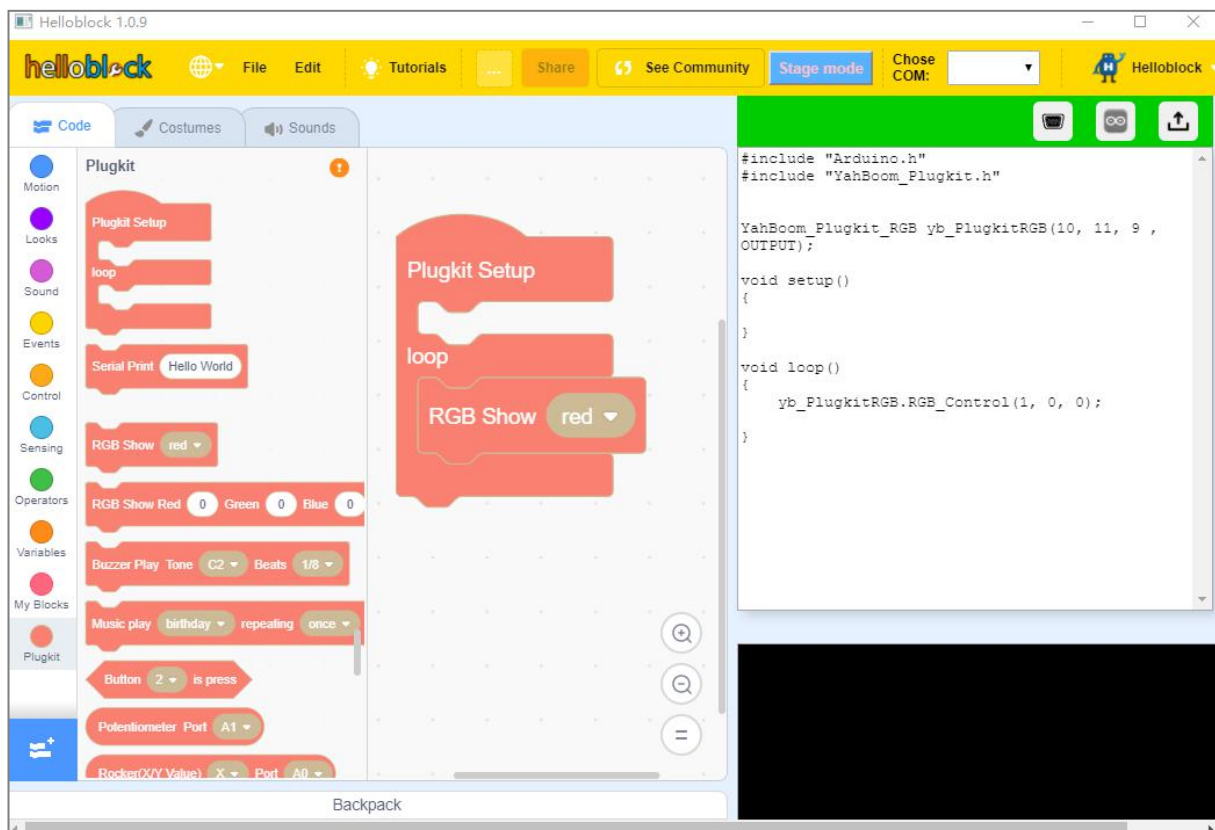 Helloblock 1.0.9
helloblock
File
Edit
Tutorials
...
Share
See Community
Stage mode
Chose
COM:
Helloblock
Code
Costumes
Sounds
Motion
Looks
Sound
Events
Control
Sensing
Operators
Variables
My Blocks
Plugkit
Plugkit
Plugkit Setup
loop
Serial Print Hello World
RGB Show red
RGB Show Red 0 Green 0 Blue 0
Buzzer Play Tone C2 Beats 1/8
Music play birthday repeating once
Button 2 is press
Potentiometer Port A1
Rocker(X/Y Value) X Port A0
Plugkit Setup
loop
RGB Show red
Backpack
#include "Arduino.h"
#include "YahBoom_Plugkit.h"
YahBoom_Plugkit_RGB yb_PlugkitRGB(10, 11, 9 ,
OUTPUT);
void setup()
{
}
void loop()
{
yb_PlugkitRGB.RGB_Control(1, 0, 0);
}